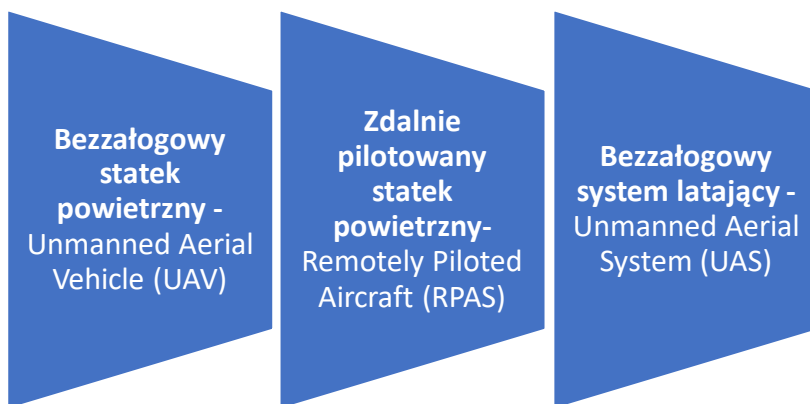 Bezzałogowy
statek
powietrzny -
Unmanned Aerial
Vehicle (UAV)
Zdalnie
pilotowany
statek
powietrzny-
Remotely Piloted
Aircraft (RPAS)
Bezzałogowy
system latający -
Unmanned Aerial
System (UAS)